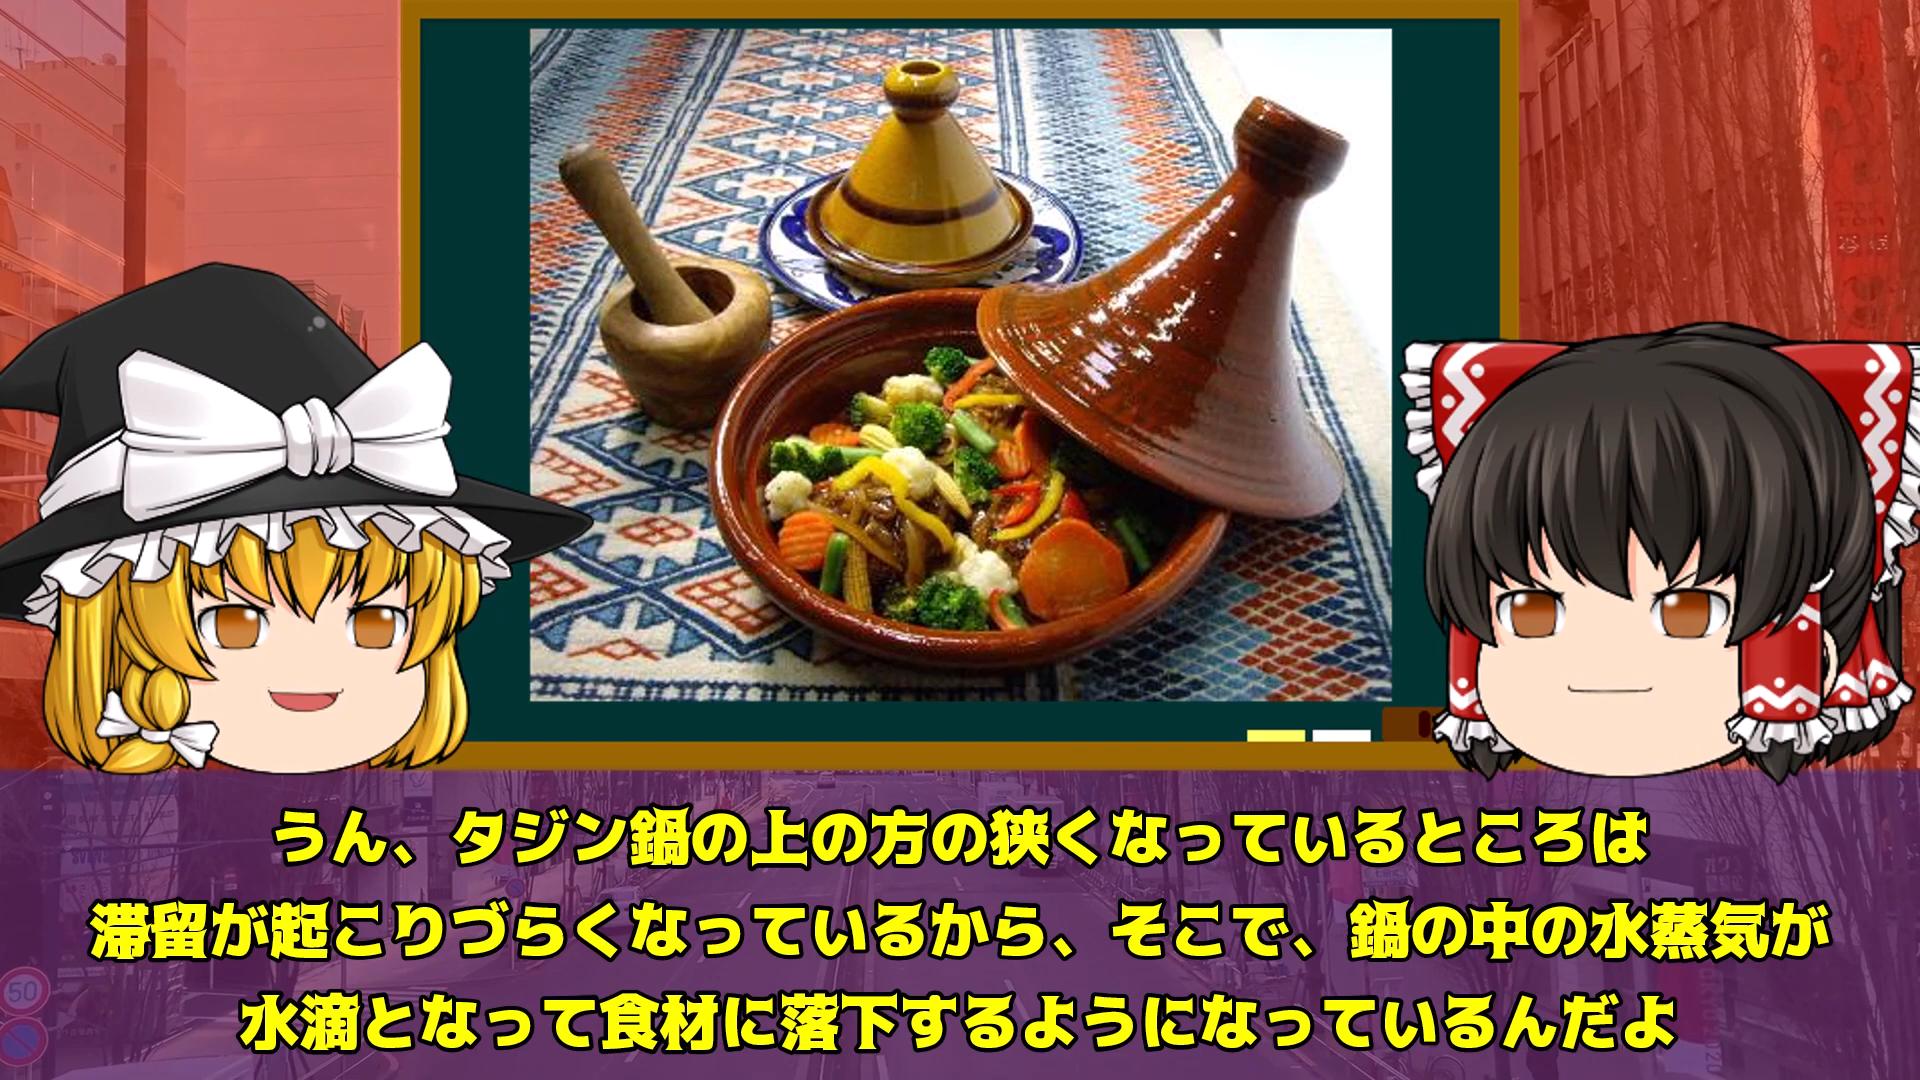 うん、タジン鍋の上の方の狭くなっているところは
滞留が起こりづらくなっているから、そこで、鍋の中の水蒸気が
水滴となって食材に落下するようになっているんだよ
50